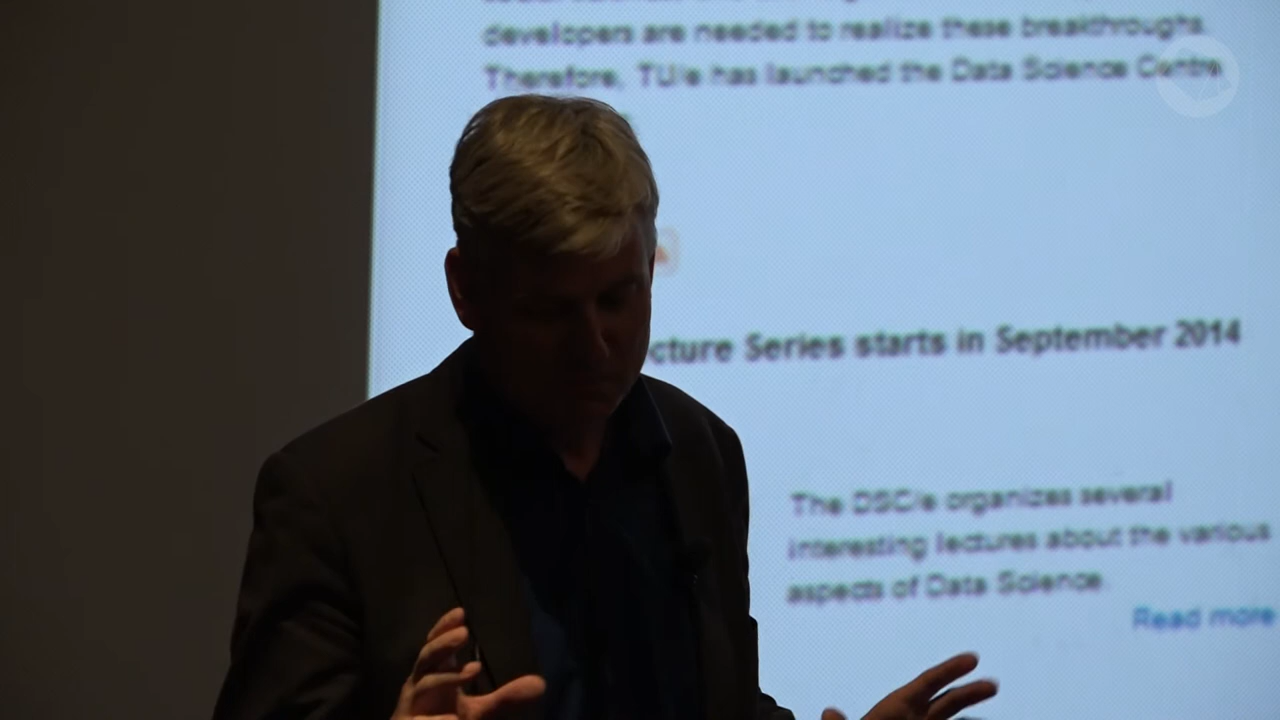 developers are needed to realize these breakthroughs.
Therefore, TU/e has launched the Data Science Centre
cture Series starts in September 2014
The DSC/e organizes several
interesting lectures about the various
aspects of Data Science.
Read more